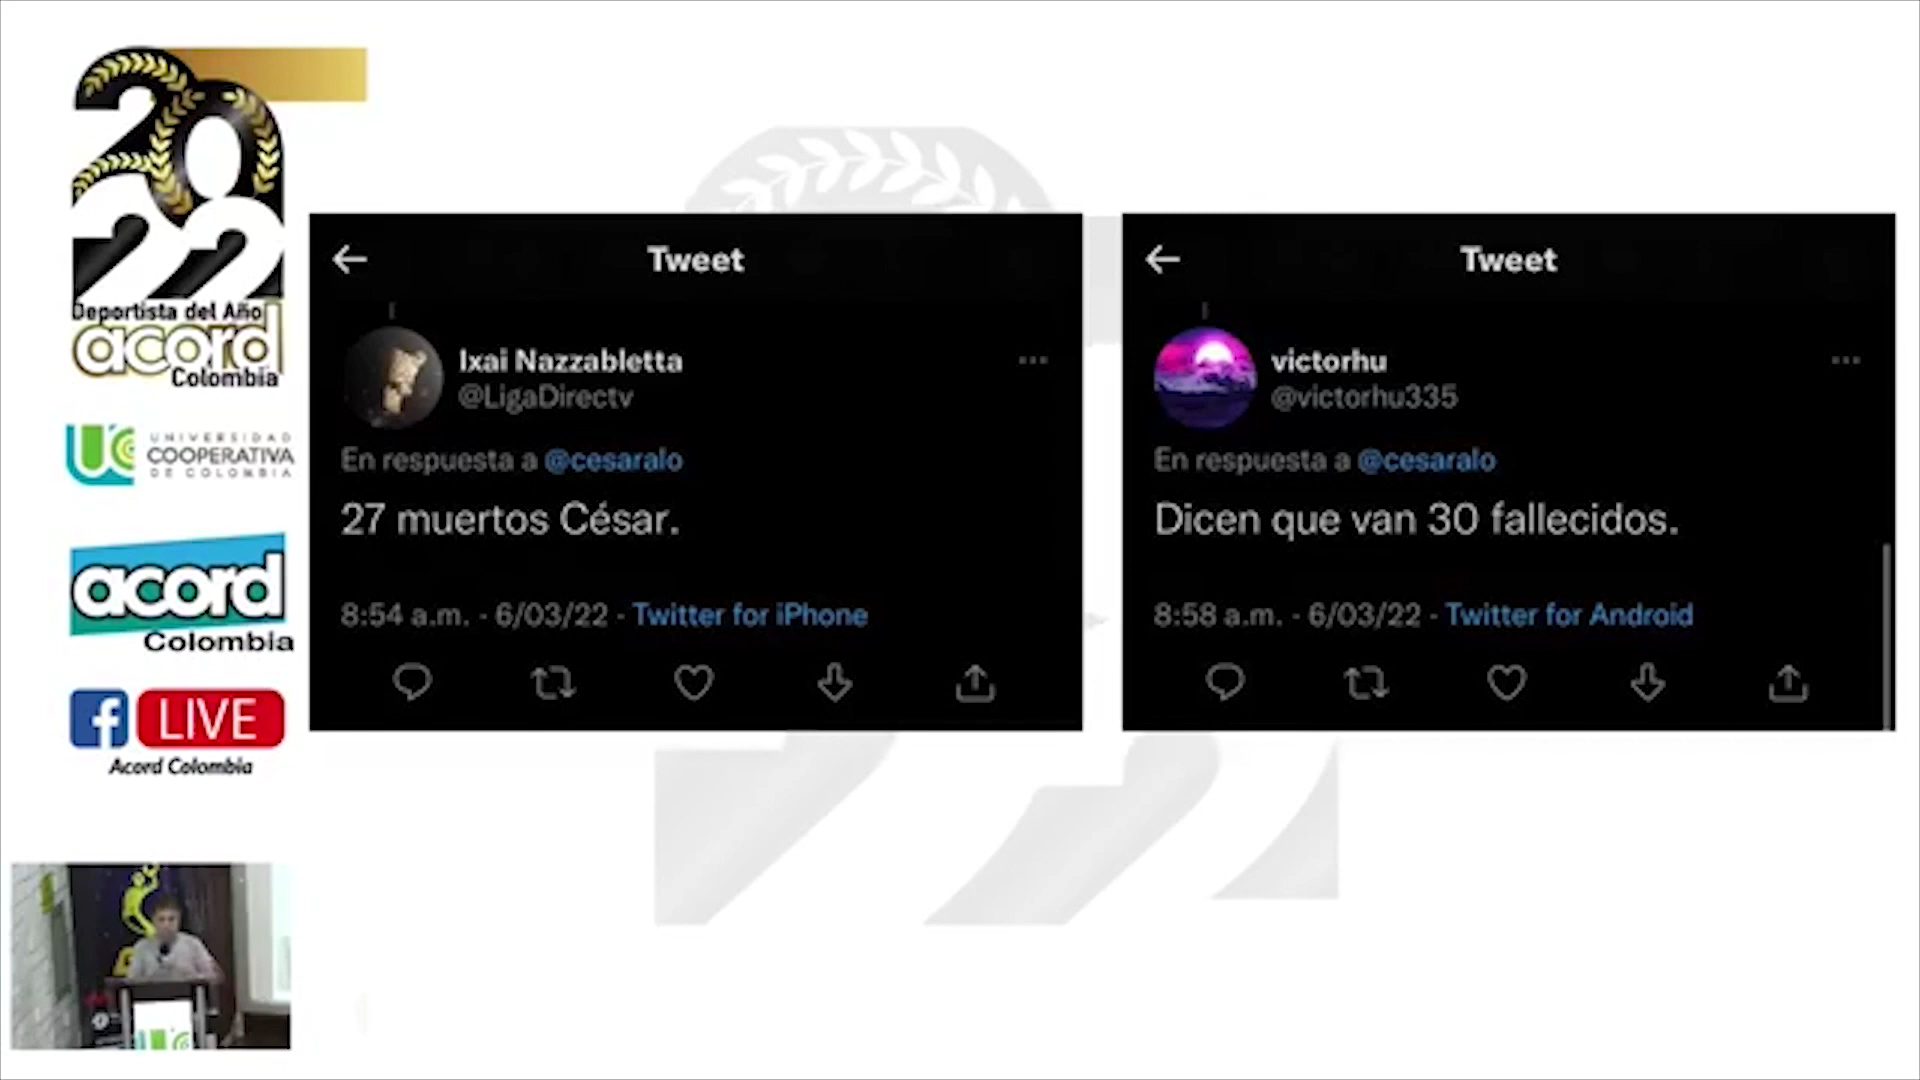 2022
Deportista del Año
acord
Colombia
UNIVERSIDAD
COOPERATIVA
DE COLOMBIA
acord
Colombia
f LIVE
Acord Colombia
Tweet
Ixai Nazzabletta
@LigaDirectv
En respuesta a @cesaralo
27 muertos César.
8:54 a.m. · 6/03/22 · Twitter for iPhone
Tweet
victorhu
@victorhu335
En respuesta a @cesaralo
Dicen que van 30 fallecidos.
8:58 a.m. · 6/03/22 · Twitter for Android